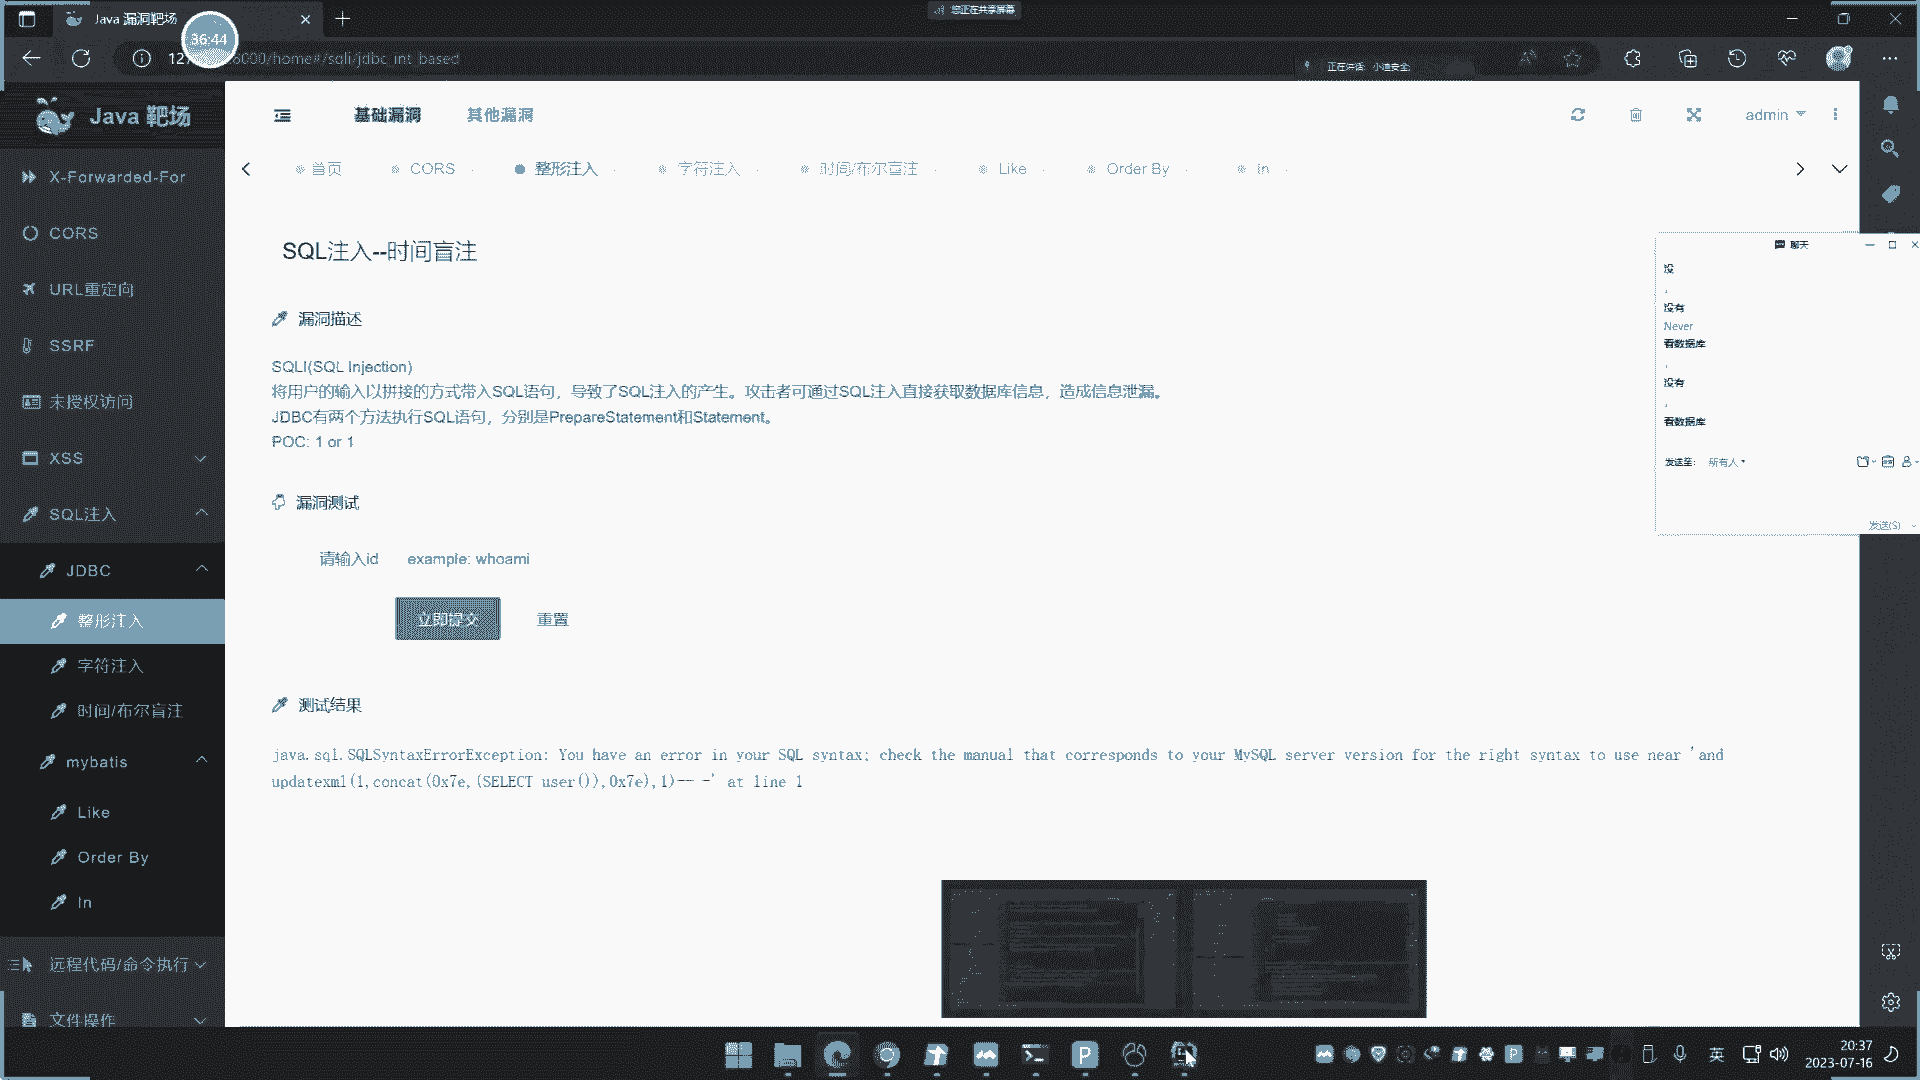 Java 漏洞靶场
36:44
您正在共享屏幕
6000/home#/sqli/jdbc_int_based
正在讲话: 小迪安全;
Java 靶场
基础漏洞
其他漏洞
admin
首页
CORS
整形注入
字符注入
时间/布尔盲注
Like
Order By
In
X-Forwarded-For
CORS
URL重定向
SSRF
未授权访问
XSS
SQL注入
JDBC
整形注入
字符注入
时间/布尔盲注
mybatis
Like
Order By
In
远程代码/命令执行
文件操作
SQL注入--时间盲注
漏洞描述
SQLI(SQL Injection)
将用户的输入以拼接的方式带入SQL语句，导致了SQL注入的产生。攻击者可通过SQL注入直接获取数据库信息，造成信息泄漏。
JDBC有两个方法执行SQL语句，分别是PrepareStatement和Statement。
POC: 1 or 1
漏洞测试
请输入id
example: whoami
立即提交
重置
测试结果
java.sql.SQLSyntaxErrorException: You have an error in your SQL syntax; check the manual that corresponds to your MySQL server version for the right syntax to use near 'and
updatexml(1,concat(0x7e,(SELECT user()),0x7e),1)-- -' at line 1
聊天
没
没有
Never
看数据库
没有
看数据库
发送至: 所有人
发送(S)
英
20:37
2023-07-16